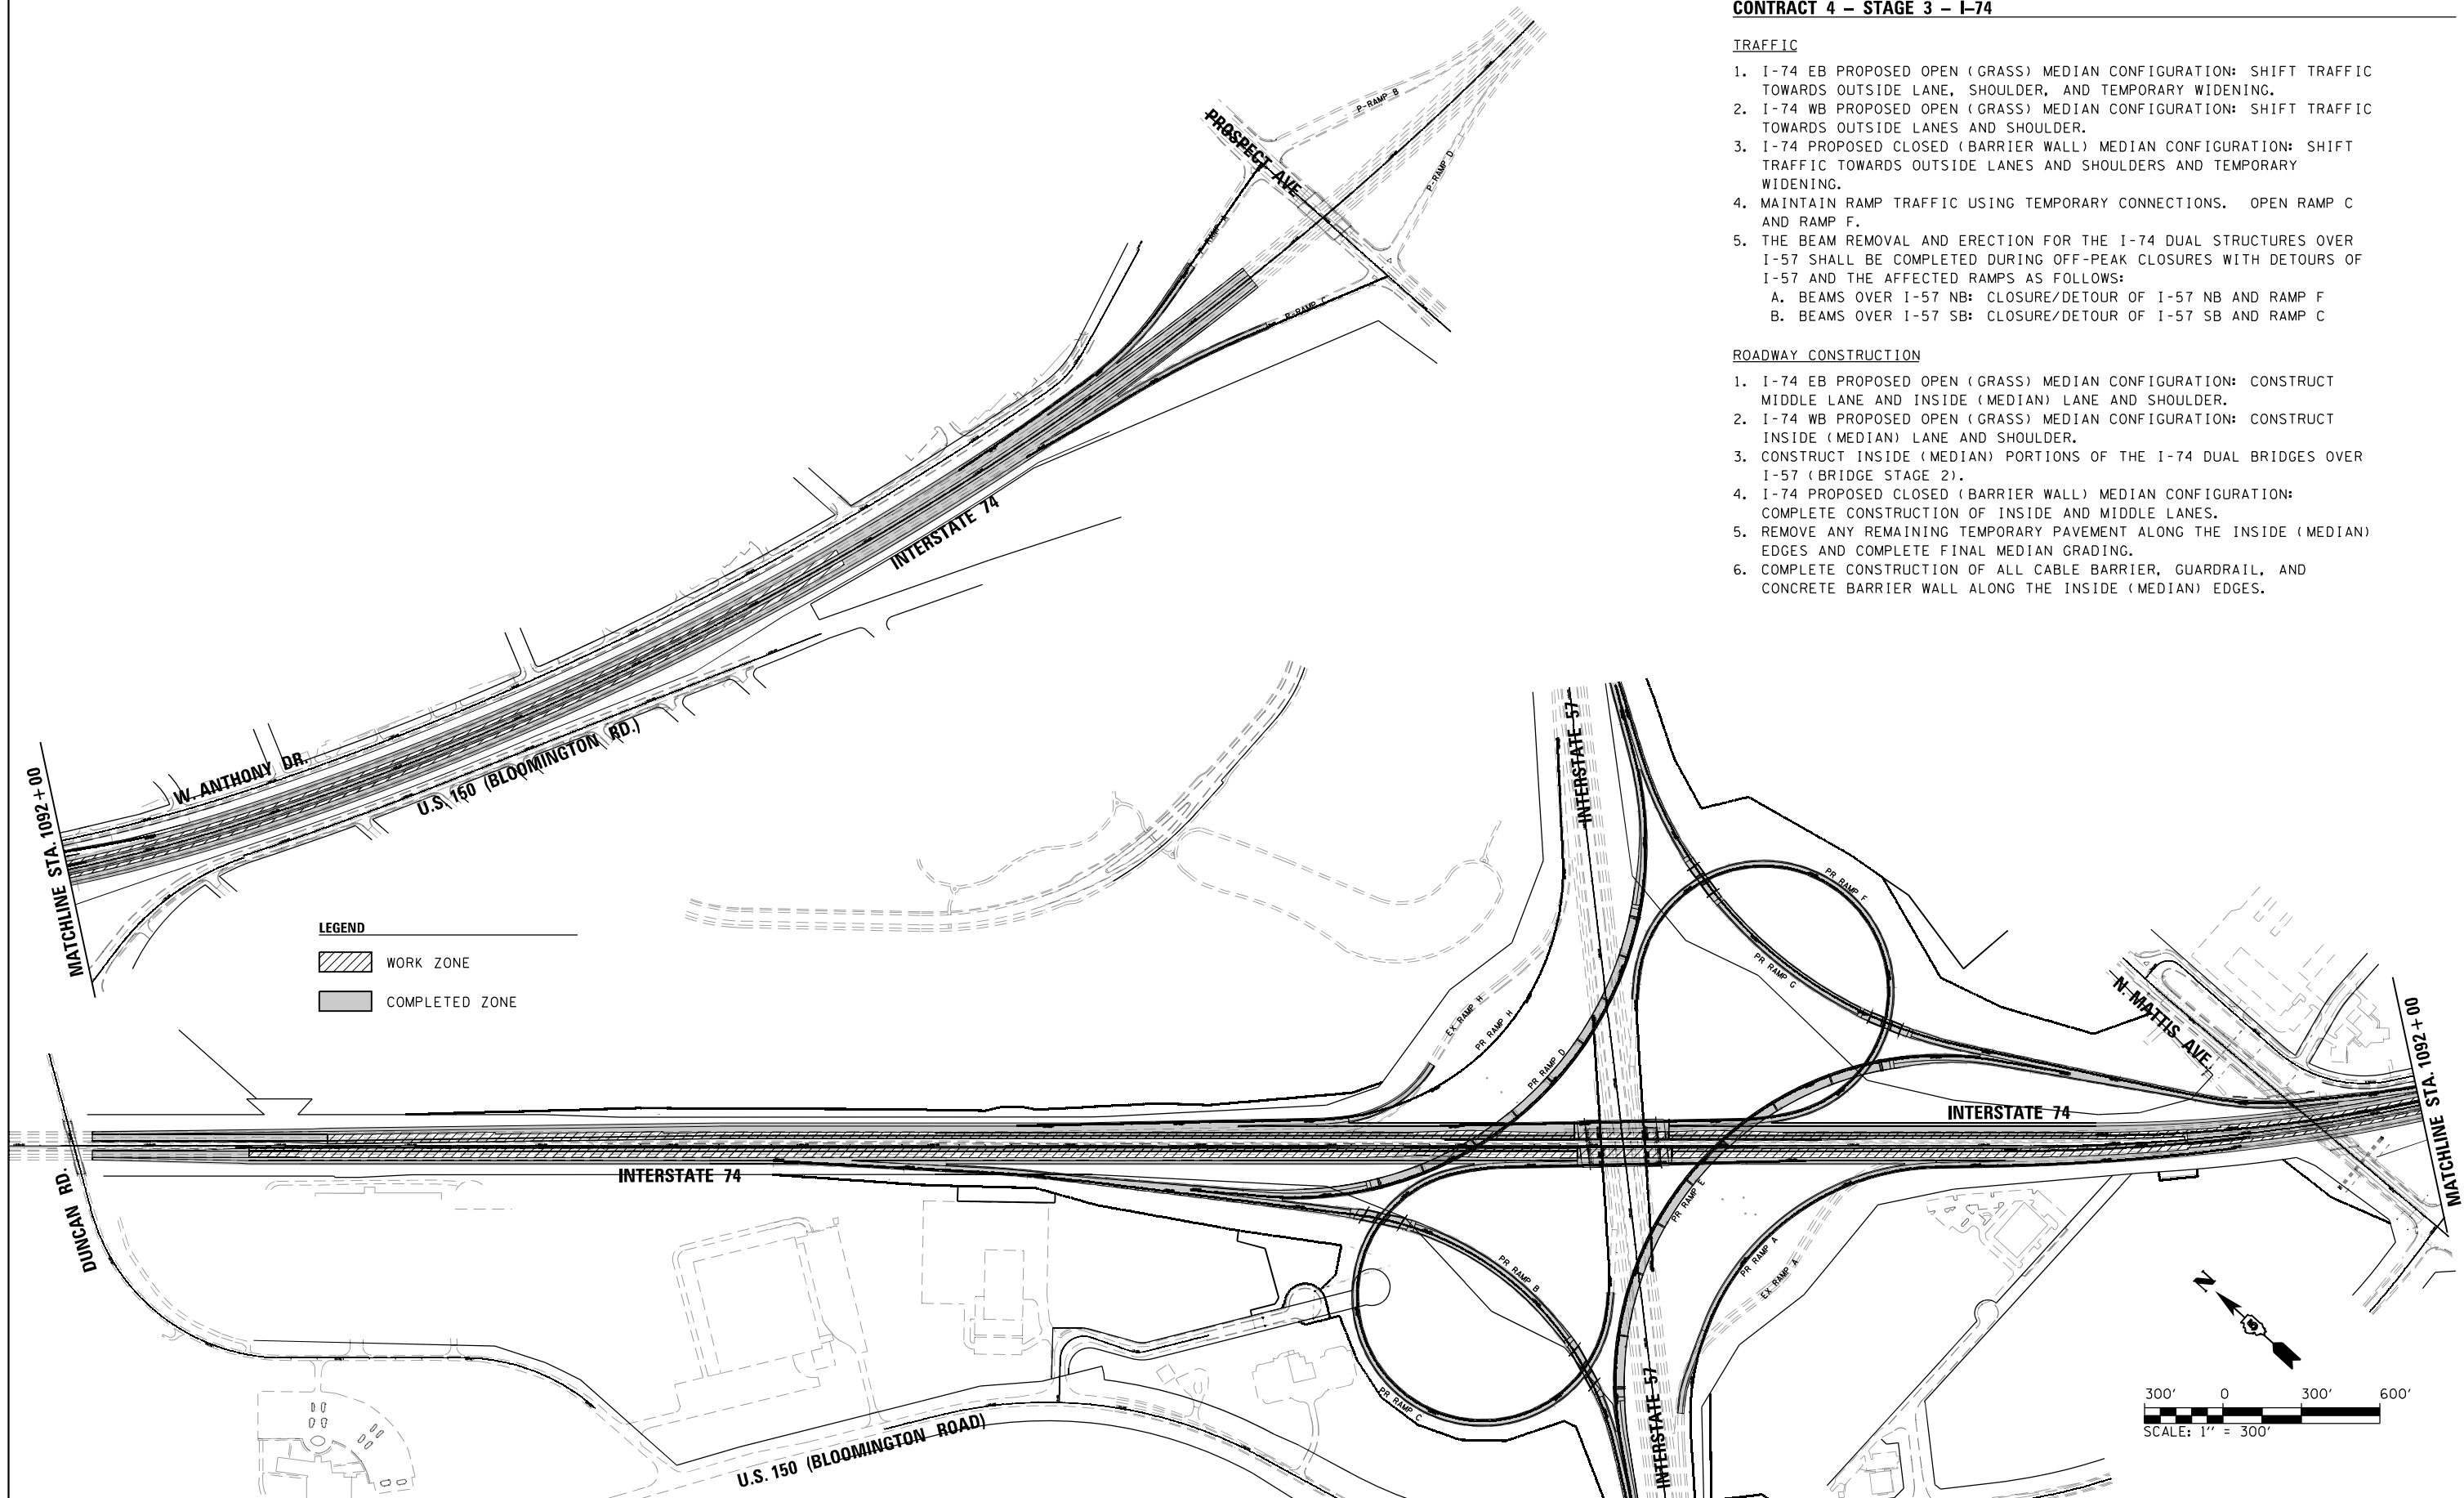 CONTRACT 4 – STAGE 3 – I–74
TRAFFIC
1. I-74 EB PROPOSED OPEN (GRASS) MEDIAN CONFIGURATION: SHIFT TRAFFIC
TOWARDS OUTSIDE LANE, SHOULDER, AND TEMPORARY WIDENING.
2. I-74 WB PROPOSED OPEN (GRASS) MEDIAN CONFIGURATION: SHIFT TRAFFIC
TOWARDS OUTSIDE LANES AND SHOULDER.
3. I-74 PROPOSED CLOSED (BARRIER WALL) MEDIAN CONFIGURATION: SHIFT
TRAFFIC TOWARDS OUTSIDE LANES AND SHOULDERS AND TEMPORARY
WIDENING.
4. MAINTAIN RAMP TRAFFIC USING TEMPORARY CONNECTIONS. OPEN RAMP C
AND RAMP F.
5. THE BEAM REMOVAL AND ERECTION FOR THE I-74 DUAL STRUCTURES OVER
I-57 SHALL BE COMPLETED DURING OFF-PEAK CLOSURES WITH DETOURS OF
I-57 AND THE AFFECTED RAMPS AS FOLLOWS:
A. BEAMS OVER I-57 NB: CLOSURE/DETOUR OF I-57 NB AND RAMP F
B. BEAMS OVER I-57 SB: CLOSURE/DETOUR OF I-57 SB AND RAMP C
ROADWAY CONSTRUCTION
1. I-74 EB PROPOSED OPEN (GRASS) MEDIAN CONFIGURATION: CONSTRUCT
MIDDLE LANE AND INSIDE (MEDIAN) LANE AND SHOULDER.
2. I-74 WB PROPOSED OPEN (GRASS) MEDIAN CONFIGURATION: CONSTRUCT
INSIDE (MEDIAN) LANE AND SHOULDER.
3. CONSTRUCT INSIDE (MEDIAN) PORTIONS OF THE I-74 DUAL BRIDGES OVER
I-57 (BRIDGE STAGE 2).
4. I-74 PROPOSED CLOSED (BARRIER WALL) MEDIAN CONFIGURATION:
COMPLETE CONSTRUCTION OF INSIDE AND MIDDLE LANES.
5. REMOVE ANY REMAINING TEMPORARY PAVEMENT ALONG THE INSIDE (MEDIAN)
EDGES AND COMPLETE FINAL MEDIAN GRADING.
6. COMPLETE CONSTRUCTION OF ALL CABLE BARRIER, GUARDRAIL, AND
CONCRETE BARRIER WALL ALONG THE INSIDE (MEDIAN) EDGES.
P-RAMP B
PROSPECT AVE
P-RAMP D
P-RAMP C
INTERSTATE 74
W. ANTHONY DR.
U.S. 150 (BLOOMINGTON RD.)
MATCHLINE STA. 1092+00
LEGEND
WORK ZONE
COMPLETED ZONE
INTERSTATE 57
PR RAMP F
PR RAMP G
EX RAMP H
PR RAMP H
PR RAMP D
N. MATTIS AVE.
MATCHLINE STA. 1092+00
INTERSTATE 74
INTERSTATE 74
DUNCAN RD.
PR RAMP E
PR RAMP A
EX RAMP A
PR RAMP B
PR RAMP C
INTERSTATE 57
U.S. 150 (BLOOMINGTON ROAD)
N
300' 0 300' 600'
SCALE: 1" = 300'